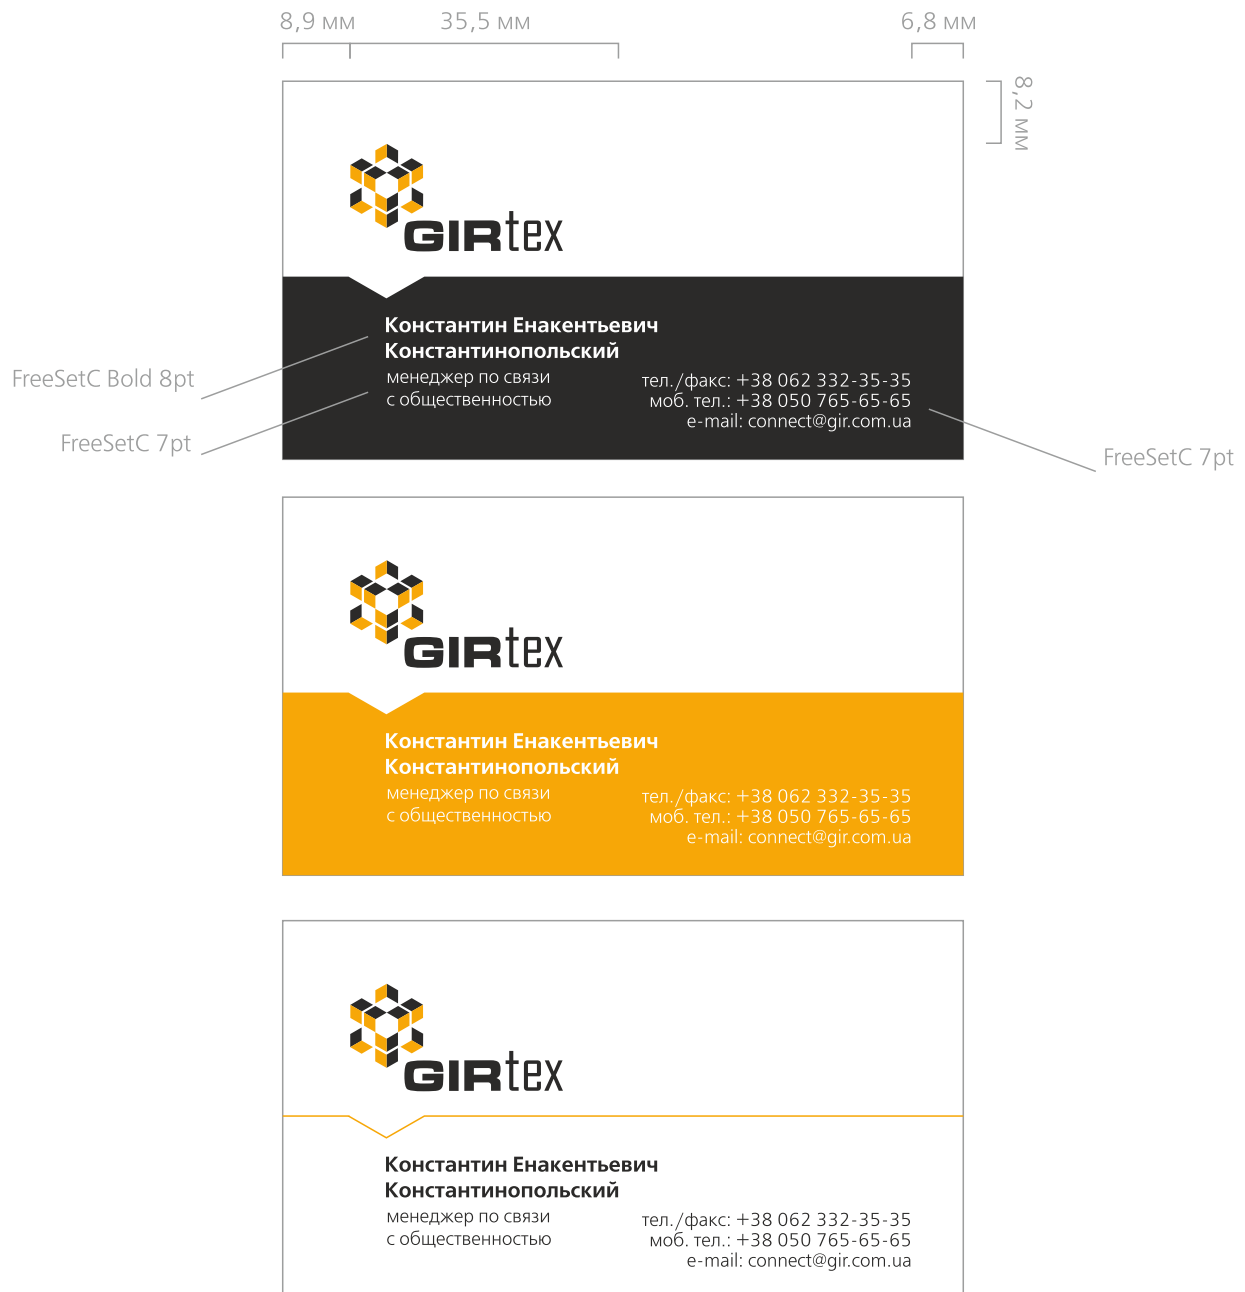 8,9 мм
35,5 мм
6,8 мм
8,2 мм
GIRtex
Константин Енакентьевич
Константинопольский
менеджер по связи
с общественностью
тел./факс: +38 062 332-35-35
моб. тел.: +38 050 765-65-65
e-mail: connect@gir.com.ua
FreeSetC Bold 8pt
FreeSetC 7pt
FreeSetC 7pt
GIRtex
Константин Енакентьевич
Константинопольский
менеджер по связи
с общественностью
тел./факс: +38 062 332-35-35
моб. тел.: +38 050 765-65-65
e-mail: connect@gir.com.ua
GIRtex
Константин Енакентьевич
Константинопольский
менеджер по связи
с общественностью
тел./факс: +38 062 332-35-35
моб. тел.: +38 050 765-65-65
e-mail: connect@gir.com.ua